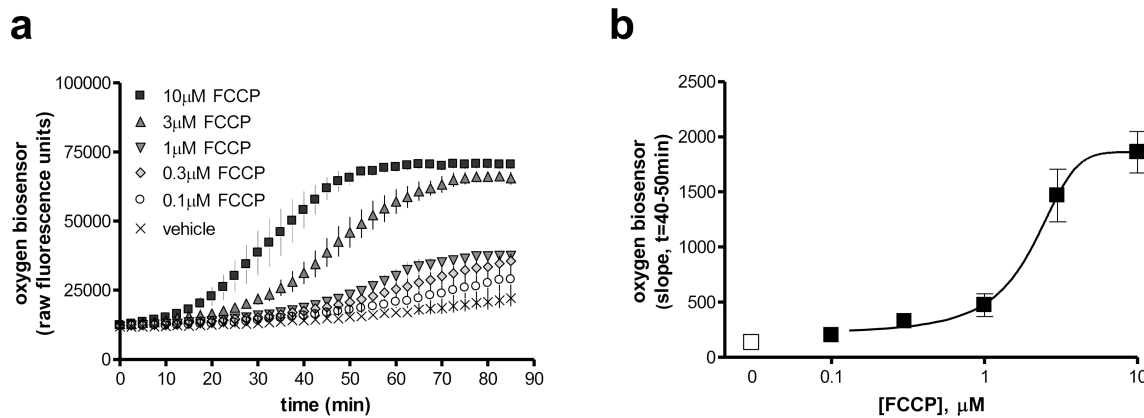 a
b
100000
75000
50000
25000
0
oxygen biosensor
(raw fluorescence units)
10μM FCCP
3μM FCCP
1μM FCCP
0.3μM FCCP
0.1μM FCCP
vehicle
0 10 20 30 40 50 60 70 80 90
time (min)
2500
2000
1500
1000
500
0
oxygen biosensor
(slope, t=40-50min)
0 0.1 1 10
[FCCP], μM